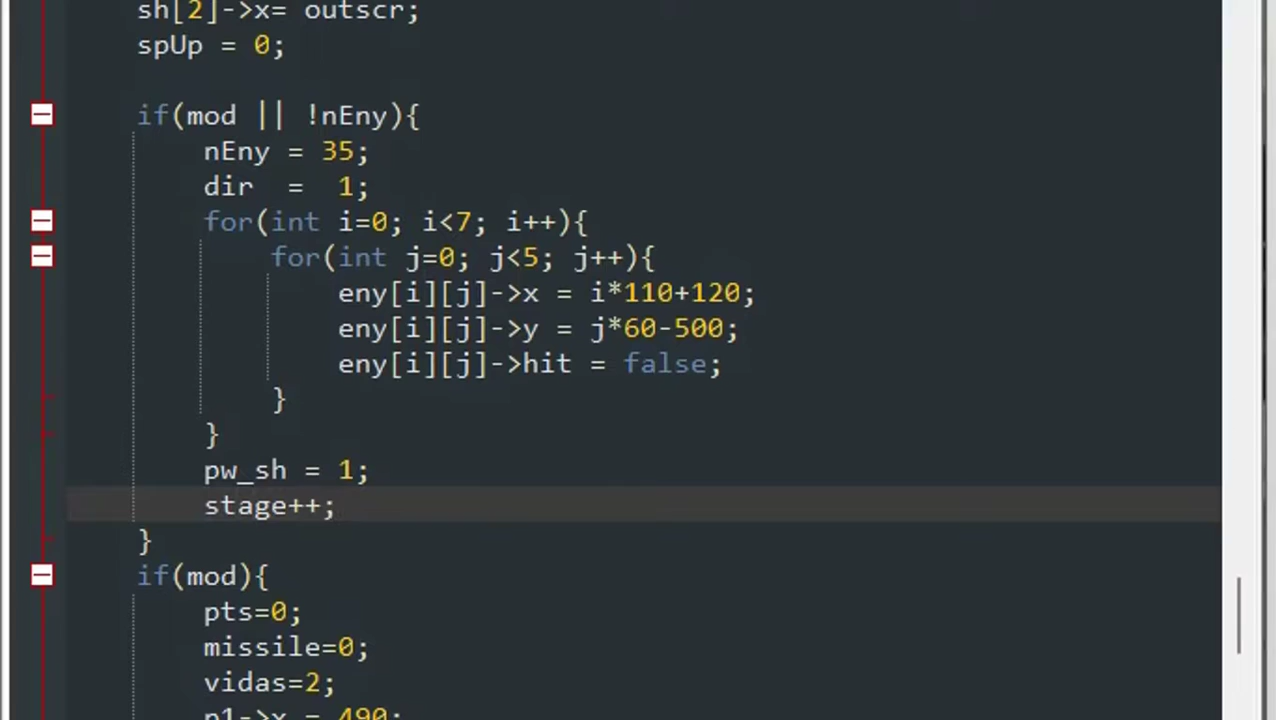 sh[2]->x= outscr;
spUp = 0;
if(mod || !nEny){
nEny = 35;
dir  =  1;
for(int i=0; i<7; i++){
for(int j=0; j<5; j++){
eny[i][j]->x = i*110+120;
eny[i][j]->y = j*60-500;
eny[i][j]->hit = false;
}
}
pw_sh = 1;
stage++;
}
if(mod){
pts=0;
missile=0;
vidas=2;
p1->x = 490;